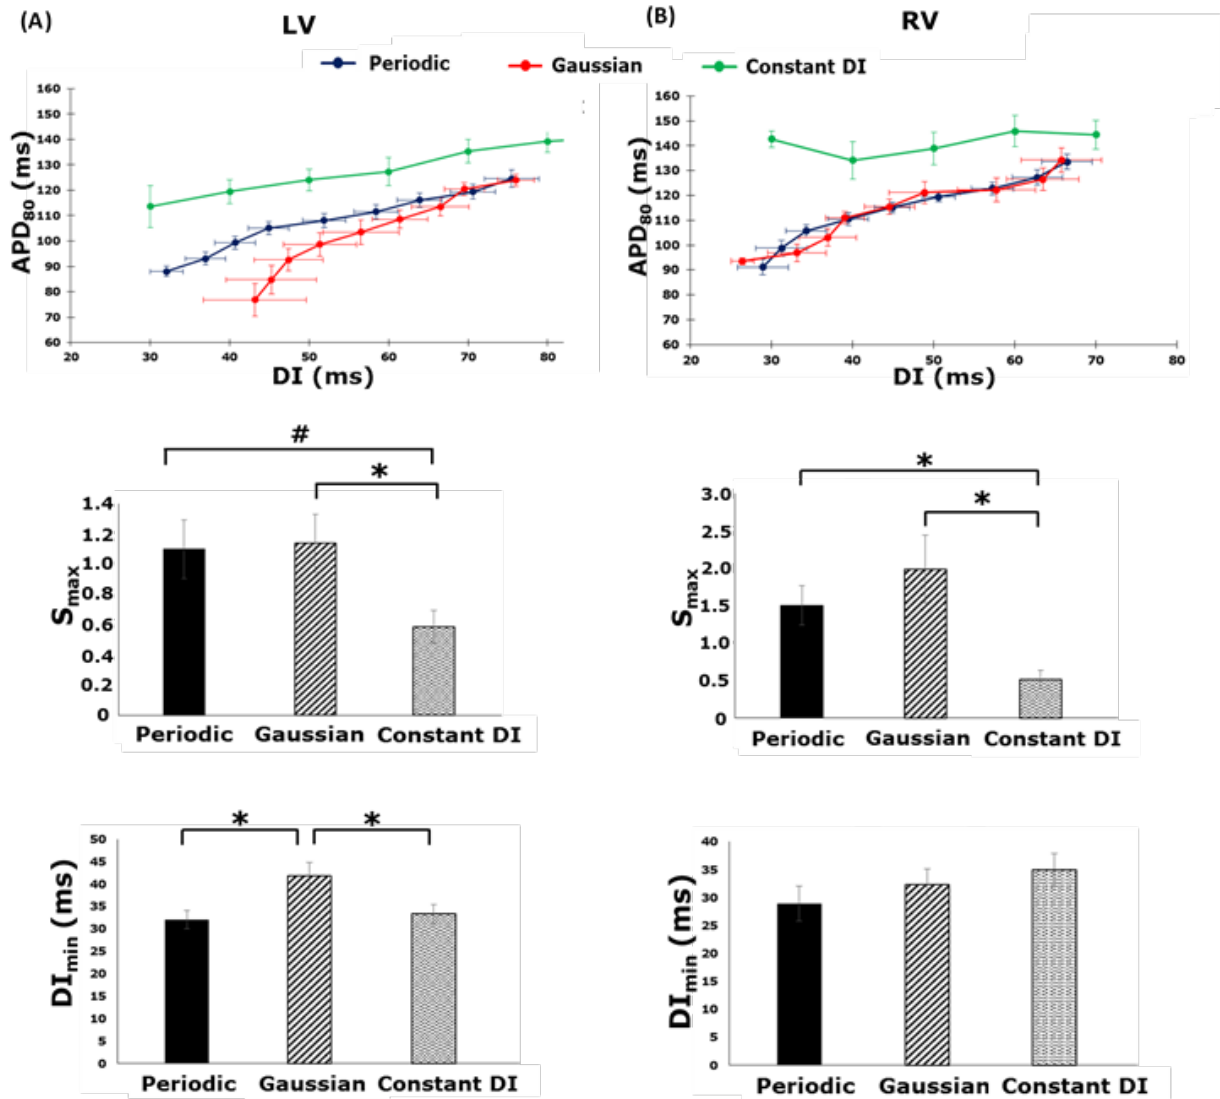 (A)
LV
(B)
RV
Periodic
Gaussian
Constant DI
160
150
140
130
120
110
100
90
80
70
60
APD80 (ms)
20 30 40 50 60 70 80
DI (ms)
160
150
140
130
120
110
100
90
80
70
60
APD80 (ms)
20 30 40 50 60 70 80
DI (ms)
#
*
1.4
1.2
1.0
0.8
0.6
0.4
0.2
0
Smax
Periodic Gaussian Constant DI
*
*
3.0
2.5
2.0
1.5
1.0
0.5
0
Smax
Periodic Gaussian Constant DI
* *
50
45
40
35
30
25
20
15
10
5
0
DImin (ms)
Periodic Gaussian Constant DI
40
35
30
25
20
15
10
5
0
DImin (ms)
Periodic Gaussian Constant DI